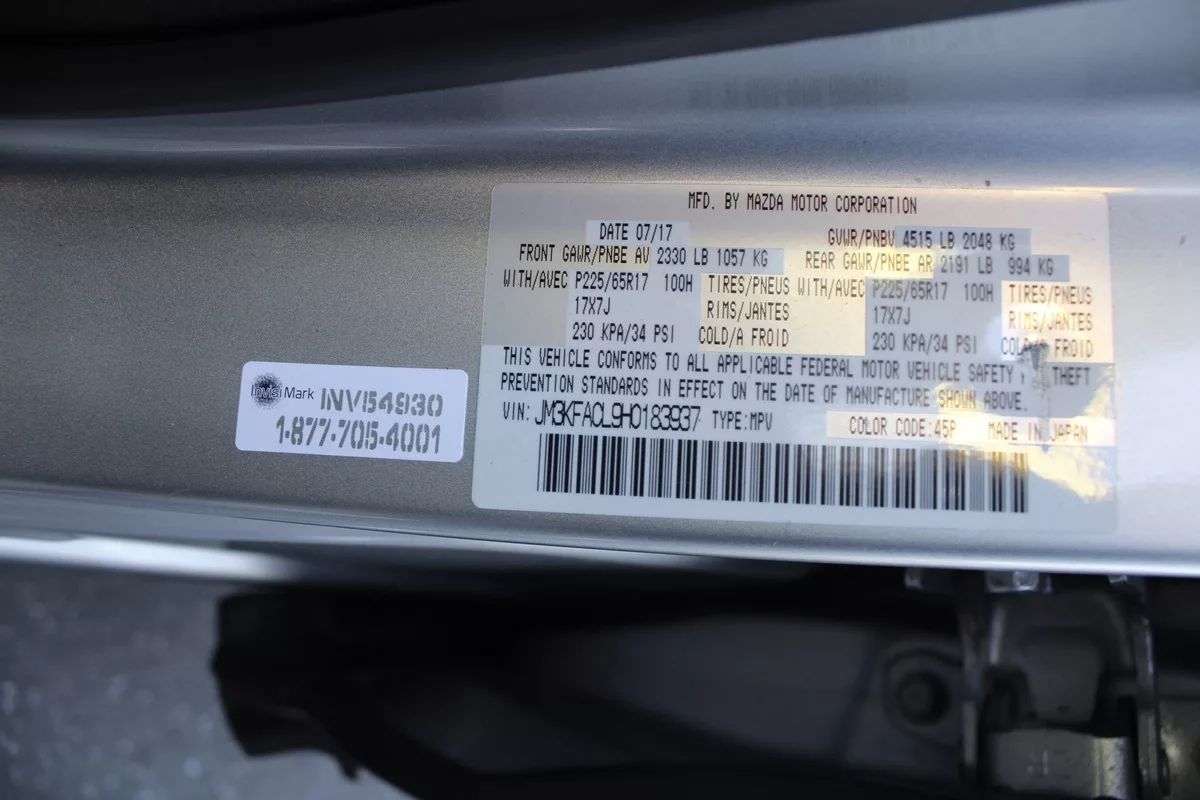 MFD. BY MAZDA MOTOR CORPORATION
DATE 07/17 GVWR/PNBV 4515 LB 2048 KG
FRONT GAWR/PNBE AV 2330 LB 1057 KG REAR GAWR/PNBE AR 2191 LB 994 KG
WITH/AVEC P225/65R17 100H TIRES/PNEUS WITH/AVEC P225/65R17 100H TIRES/PNEUS
17X7J RIMS/JANTES 17X7J RIMS/JANTES
230 KPA/34 PSI COLD/A FROID 230 KPA/34 PSI COLD/A FROID
THIS VEHICLE CONFORMS TO ALL APPLICABLE FEDERAL MOTOR VEHICLE SAFETY THEFT
PREVENTION STANDARDS IN EFFECT ON THE DATE OF MANUFACTURE SHOWN ABOVE.
VIN: JM3KFACL9H0183937 TYPE:MPV COLOR CODE:45P MADE IN JAPAN
InvisiMark INV54930
1-877-705-4001